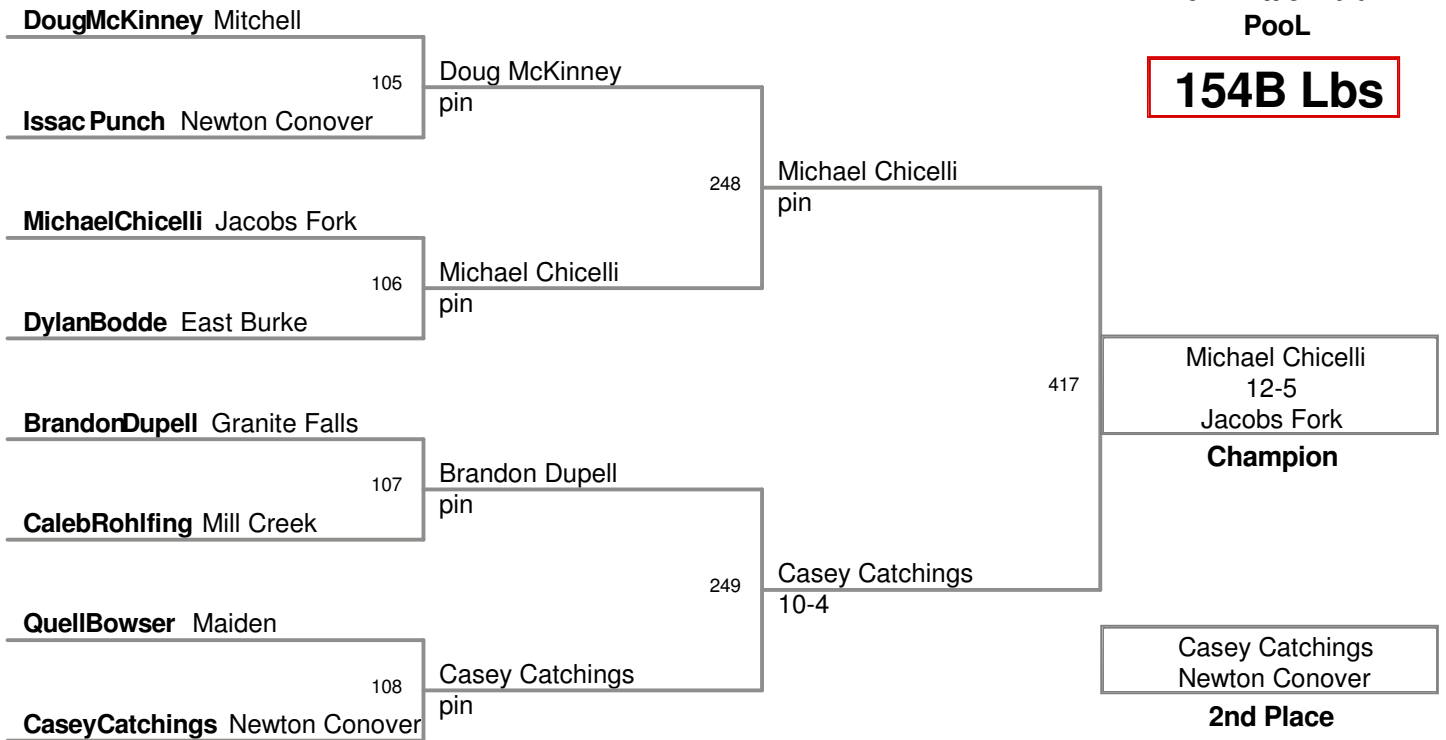 DougMcKinney Mitchell
PooL
154B Lbs
105
Doug McKinney
pin
Issac Punch Newton Conover
248
Michael Chicelli
pin
MichaelChicelli Jacobs Fork
106
Michael Chicelli
pin
DylanBodde East Burke
417
Michael Chicelli
12-5
Jacobs Fork
Champion
BrandonDupell Granite Falls
107
Brandon Dupell
pin
CalebRohlfing Mill Creek
249
Casey Catchings
10-4
QuellBowser Maiden
108
Casey Catchings
pin
CaseyCatchings Newton Conover
Casey Catchings
Newton Conover
2nd Place